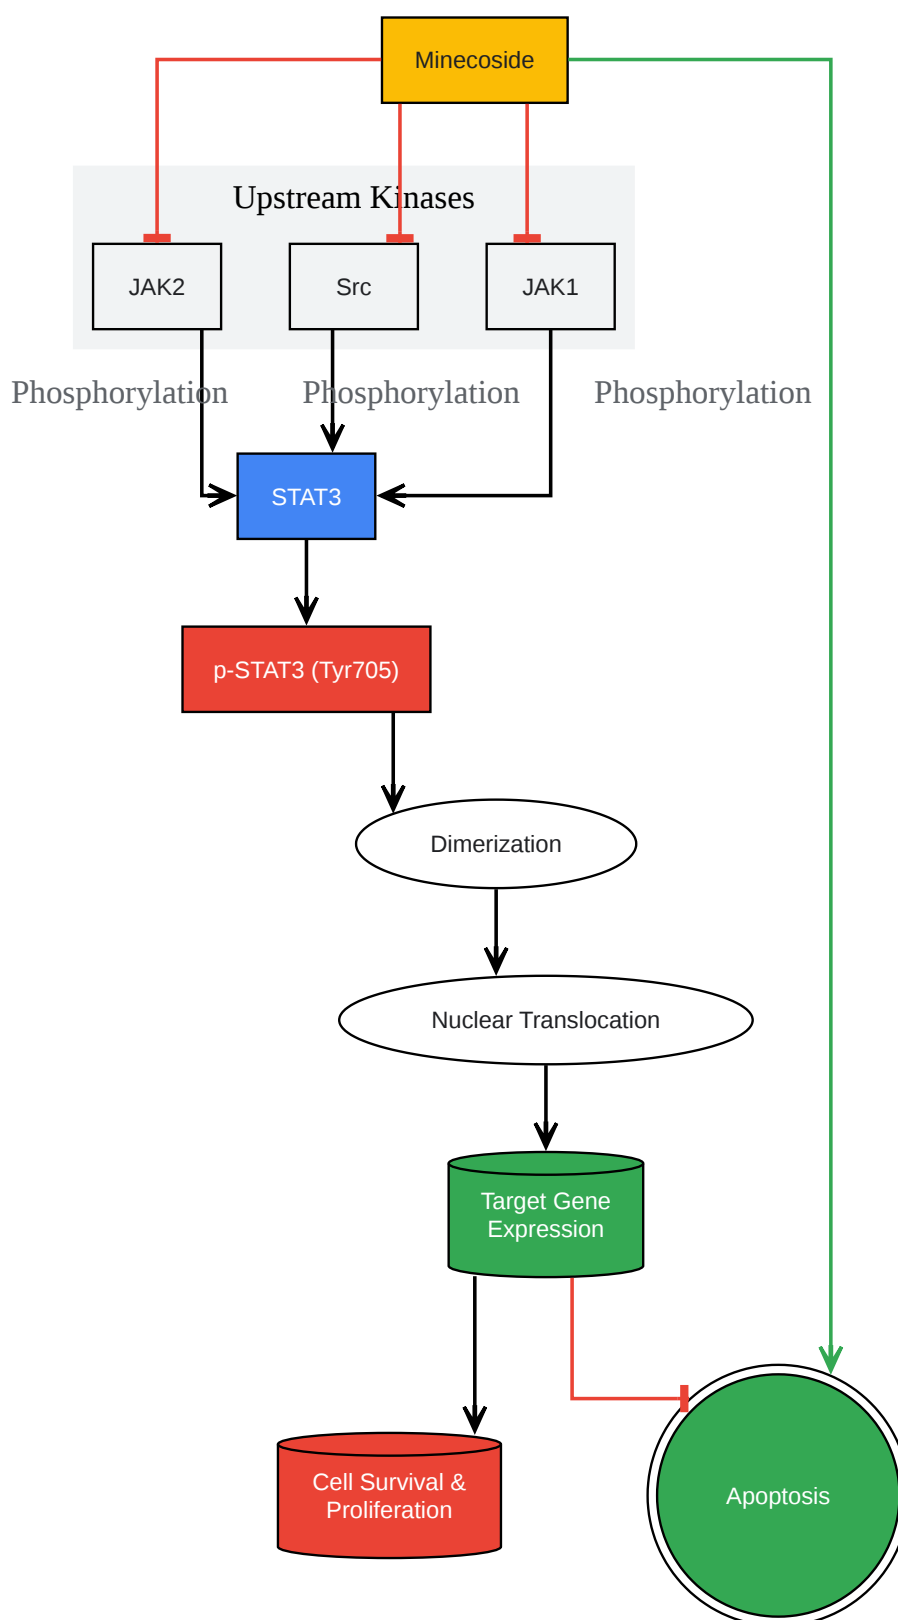 Minecoside
Upstream Kinases
JAK2
Src
JAK1
Phosphorylation
Phosphorylation
Phosphorylation
STAT3
p-STAT3 (Tyr705)
Dimerization
Nuclear Translocation
Target Gene
Expression
Cell Survival &
Proliferation
Apoptosis